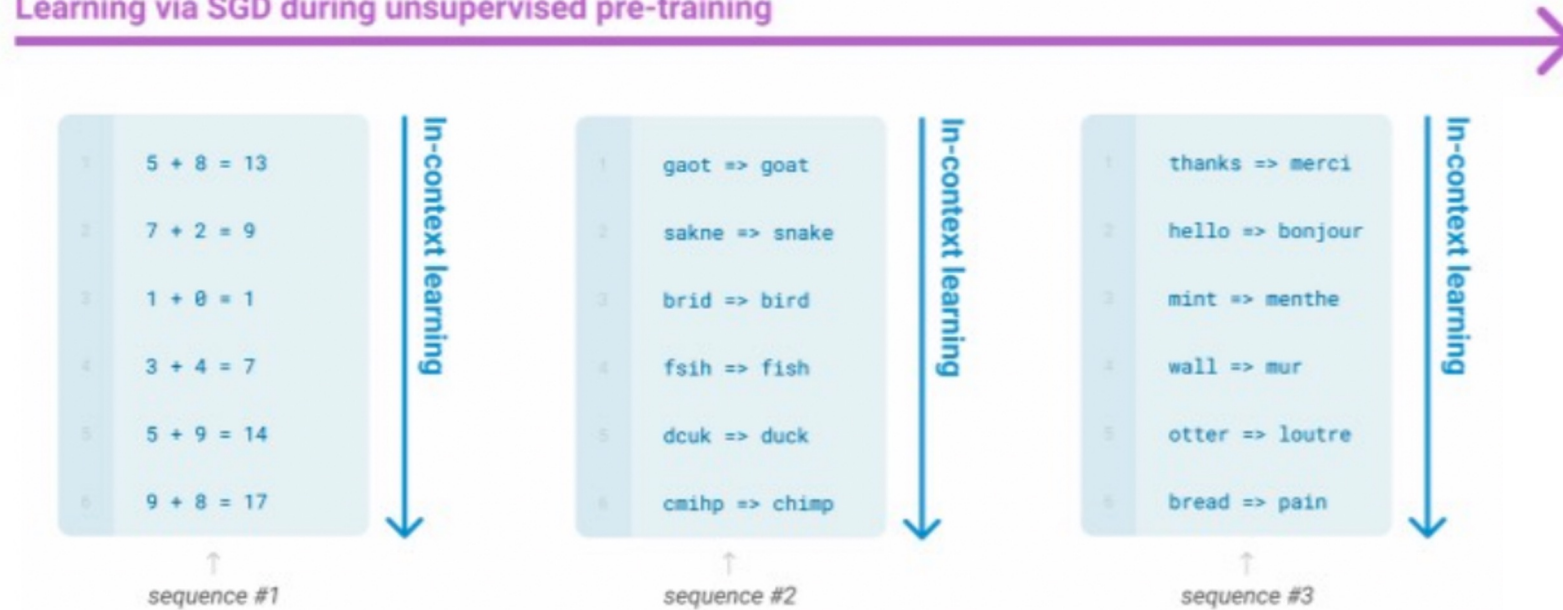 Learning via SGD during unsupervised pre-training
1 5 + 8 = 13
2 7 + 2 = 9
3 1 + 0 = 1
4 3 + 4 = 7
5 5 + 9 = 14
6 9 + 8 = 17
In-context learning
sequence #1
1 gaot => goat
2 sakne => snake
3 brid => bird
4 fsih => fish
5 dcuk => duck
6 cmihp => chimp
In-context learning
sequence #2
1 thanks => merci
2 hello => bonjour
3 mint => menthe
4 wall => mur
5 otter => loutre
6 bread => pain
In-context learning
sequence #3